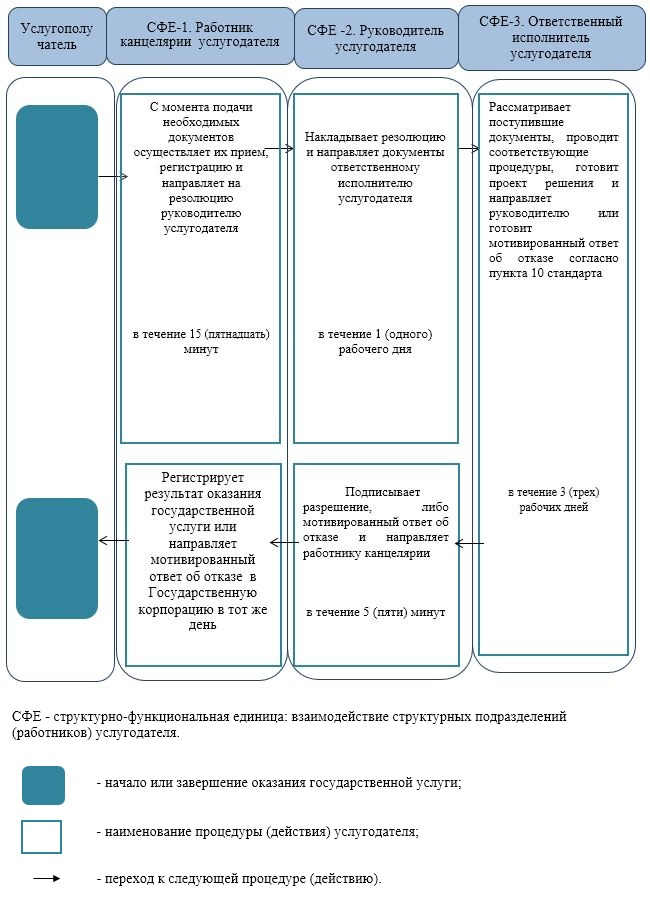 Услугополу
чатель
СФЕ-1. Работник
канцелярии услугодателя
СФЕ -2. Руководитель
услугодателя
СФЕ-3. Ответственный
исполнитель
услугодателя
С момента подачи
необходимых
документов
осуществляет их прием,
регистрацию и
направляет на
резолюцию
руководителю
услугодателя
в течение 15 (пятнадцать)
минут
Накладывает резолюцию
и направляет документы
ответственному
исполнителю
услугодателя
в течение 1 (одного)
рабочего дня
Рассматривает
поступившие
документы, проводит
соответствующие
процедуры, готовит
проект решения и
направляет
руководителю или
готовит
мотивированный ответ
об отказе согласно
пункта 10 стандарта
в течение 3 (трех)
рабочих дней
Подписывает
разрешение, либо
мотивированный ответ об
отказе и направляет
работнику канцелярии
в течение 5 (пяти) минут
Регистрирует
результат оказания
государственной
услуги или
направляет
мотивированный
ответ об отказе в
Государственную
корпорацию в тот же
день
СФЕ - структурно-функциональная единица: взаимодействие структурных подразделений
(работников) услугодателя.
- начало или завершение оказания государственной услуги;
- наименование процедуры (действия) услугодателя;
- переход к следующей процедуре (действию).